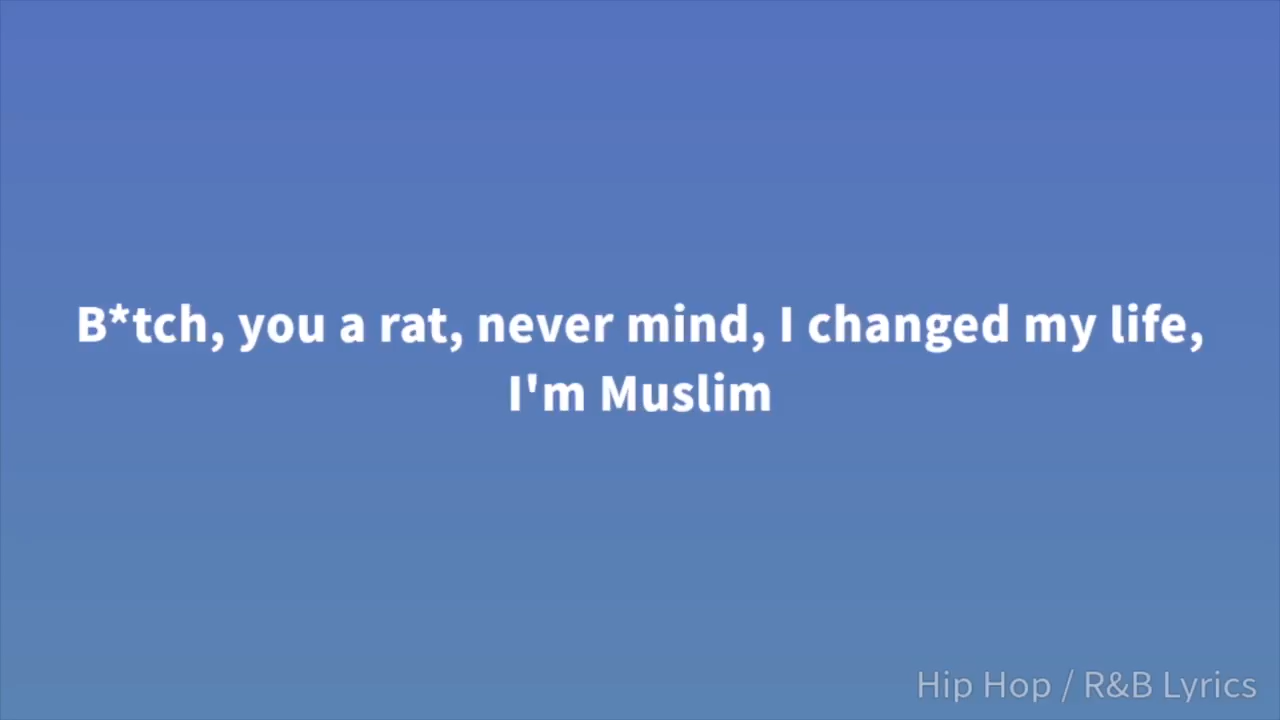 B*tch, you a rat, never mind, I changed my life,
I'm Muslim
Hip Hop / R&B Lyrics